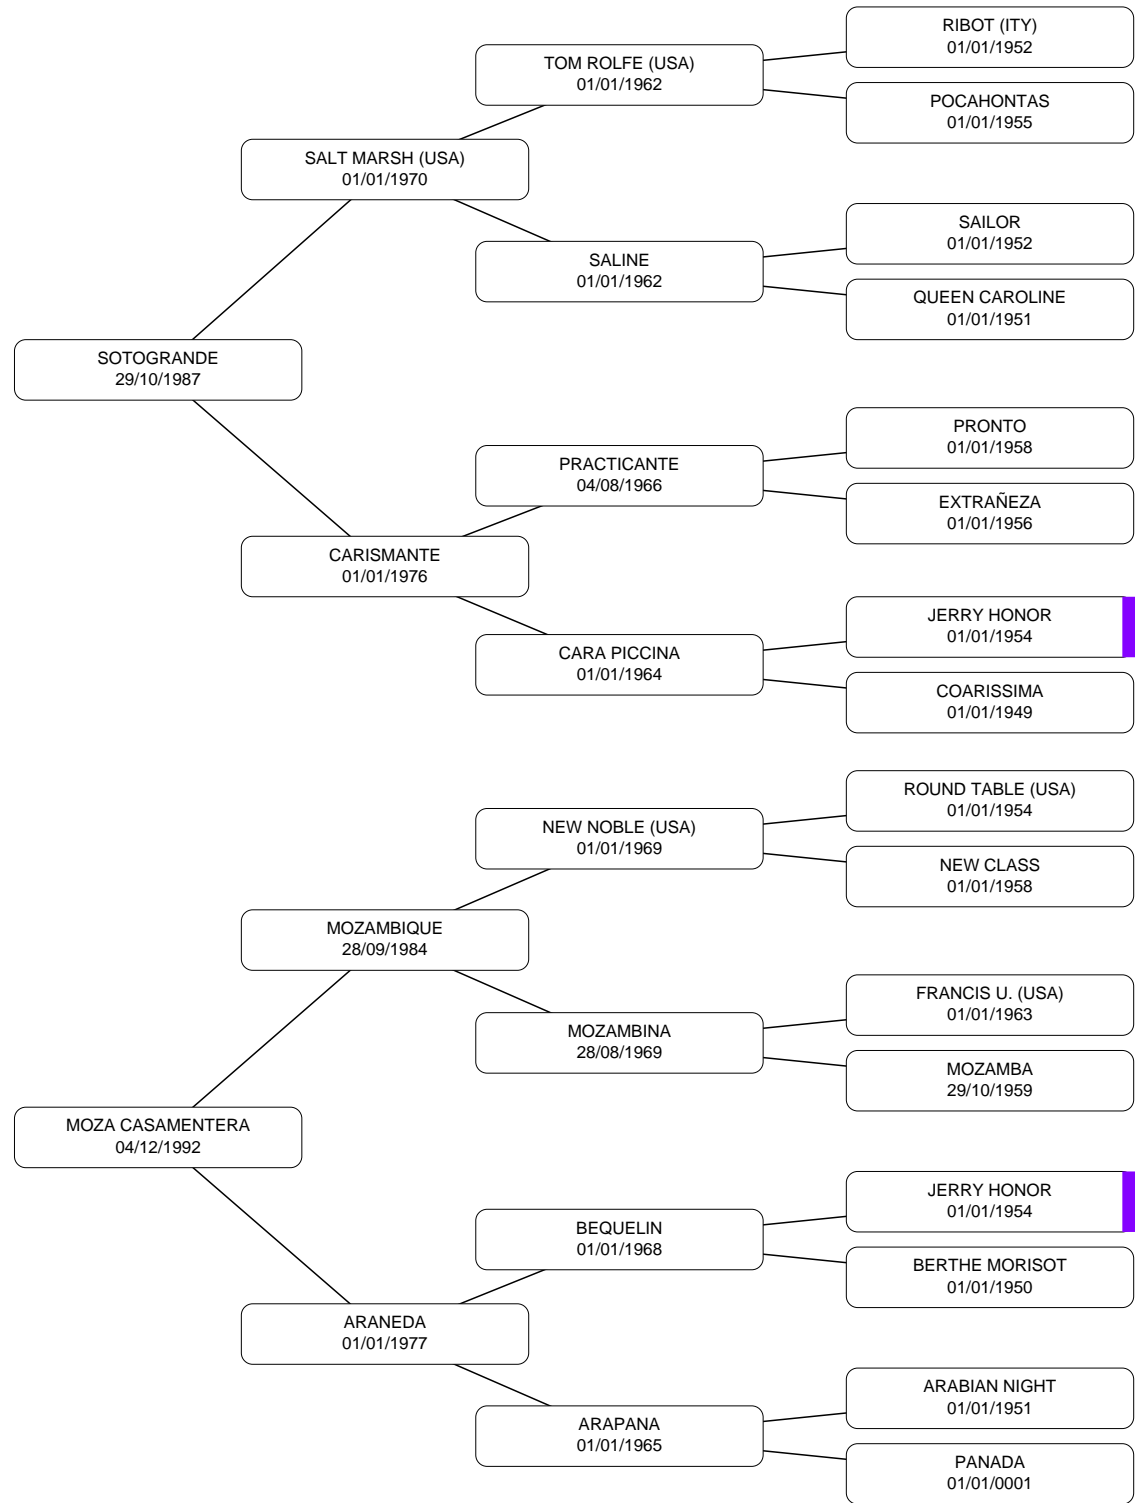 RIBOT (ITY)
01/01/1952
TOM ROLFE (USA)
01/01/1962
POCAHONTAS
01/01/1955
SALT MARSH (USA)
01/01/1970
SAILOR
01/01/1952
SALINE
01/01/1962
QUEEN CAROLINE
01/01/1951
SOTOGRANDE
29/10/1987
PRONTO
01/01/1958
PRACTICANTE
04/08/1966
EXTRAÑEZA
01/01/1956
CARISMANTE
01/01/1976
JERRY HONOR
01/01/1954
CARA PICCINA
01/01/1964
COARISSIMA
01/01/1949
ROUND TABLE (USA)
01/01/1954
NEW NOBLE (USA)
01/01/1969
NEW CLASS
01/01/1958
MOZAMBIQUE
28/09/1984
FRANCIS U. (USA)
01/01/1963
MOZAMBINA
28/08/1969
MOZAMBA
29/10/1959
MOZA CASAMENTERA
04/12/1992
JERRY HONOR
01/01/1954
BEQUELIN
01/01/1968
BERTHE MORISOT
01/01/1950
ARANEDA
01/01/1977
ARABIAN NIGHT
01/01/1951
ARAPANA
01/01/1965
PANADA
01/01/0001